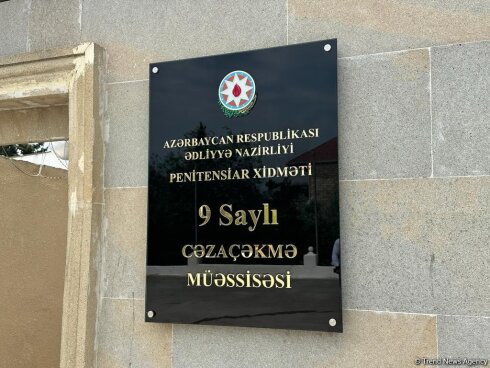 AZƏRBAYCAN RESPUBLİKASI
ƏDLİYYƏ NAZİRLİYİ
PENİTENSİAR XİDMƏTİ
9 Saylı
CƏZAÇƏKMƏ
MÜƏSSİSƏSİ
© Trend News Agency